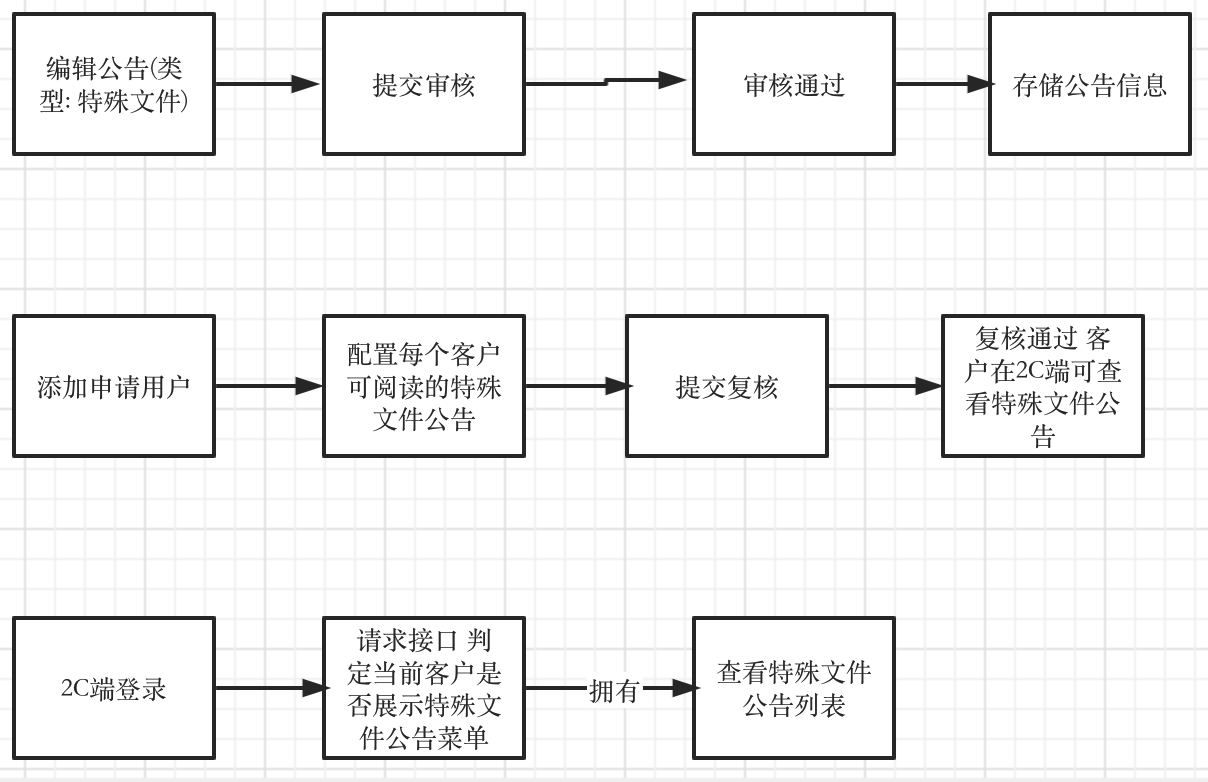 编辑公告(类
型: 特殊文件)
提交审核
审核通过
存储公告信息
添加申请用户
配置每个客户
可阅读的特殊
文件公告
提交复核
复核通过 客
户在2C端可查
看特殊文件公
告
2C端登录
请求接口 判
定当前客户是
否展示特殊文
件公告菜单
拥有
查看特殊文件
公告列表